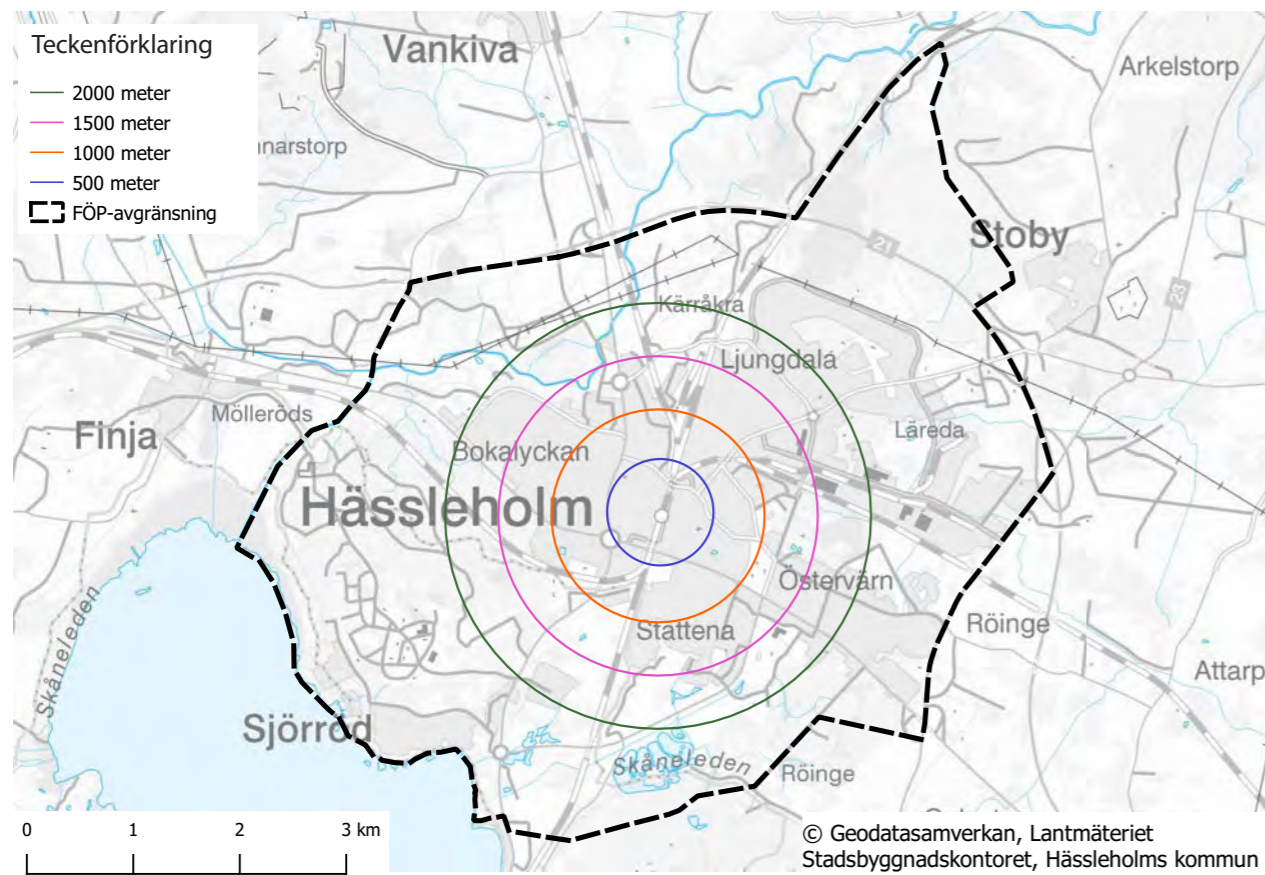 Teckenförklaring
2000 meter
1500 meter
1000 meter
500 meter
FÖP-avgränsning
Vankiva
Arkelstorp
Stoby
21
23
Kärråkra
Ljungdala
Mölleröds
Finja
Bokalyckan
Läreda
Hässleholm
Östervärn
Röinge
Stattena
Attarp
Skåneleden
Sjörröd
Skåneleden
Röinge
0 1 2 3 km
© Geodatasamverkan, Lantmäteriet
Stadsbyggnadskontoret, Hässleholms kommun